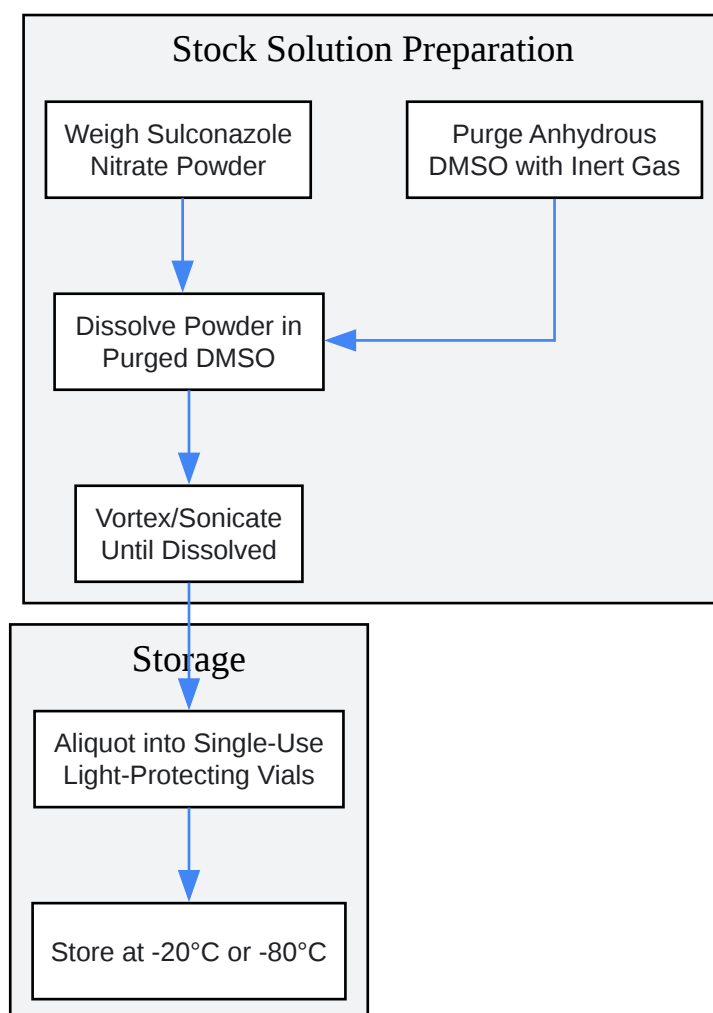 Stock Solution Preparation
Weigh Sulconazole
Nitrate Powder
Purge Anhydrous
DMSO with Inert Gas
Dissolve Powder in
Purged DMSO
Vortex/Sonicate
Until Dissolved
Storage
Aliquot into Single-Use
Light-Protecting Vials
Store at -20°C or -80°C